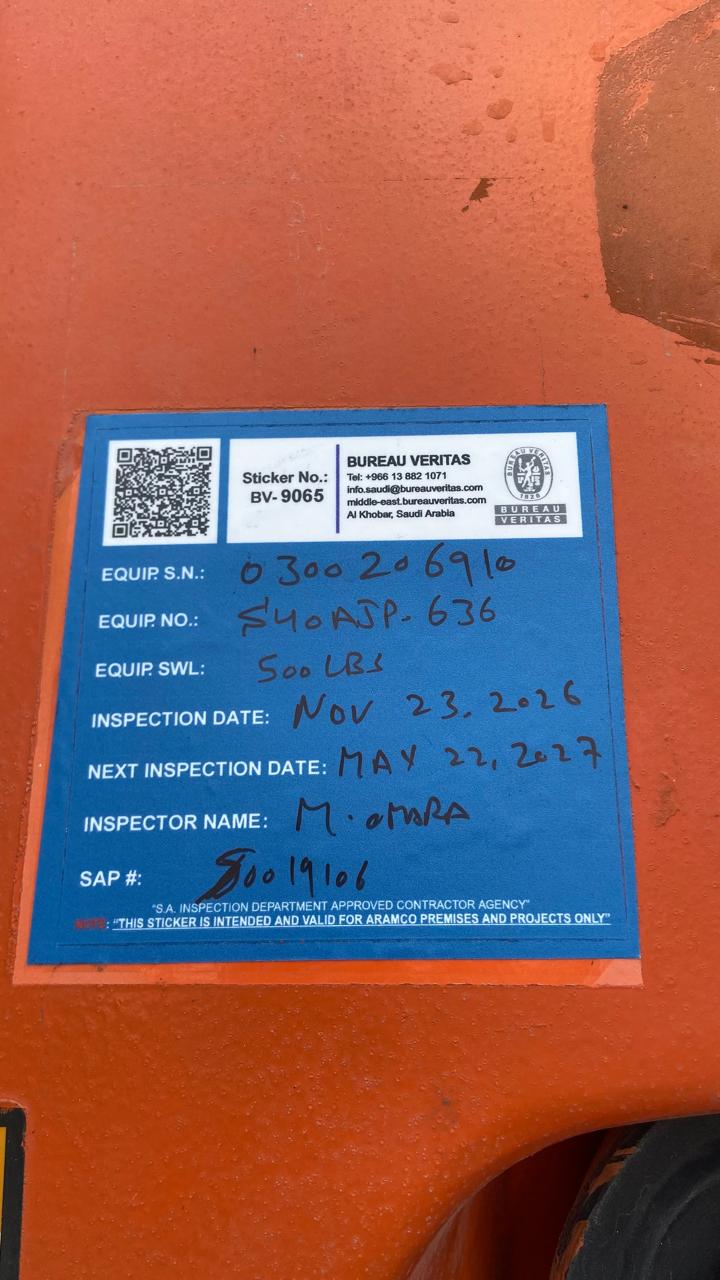 Sticker No.:
BV- 9065
BUREAU VERITAS
Tel: +966 13 882 1071
info.saudi@bureauveritas.com
middle-east.bureauveritas.com
Al Khobar, Saudi Arabia
BUREAU VERITAS
1828
BUREAU
VERITAS
EQUIP. S.N.: 0300206910
EQUIP. NO.: S40AJP-636
EQUIP. SWL: 500 LBS
INSPECTION DATE: NOV 23, 2026
NEXT INSPECTION DATE: MAY 22, 2027
INSPECTOR NAME: M. OMARA
SAP #: 80019106
"S.A. INSPECTION DEPARTMENT APPROVED CONTRACTOR AGENCY"
NOTE: "THIS STICKER IS INTENDED AND VALID FOR ARAMCO PREMISES AND PROJECTS ONLY"